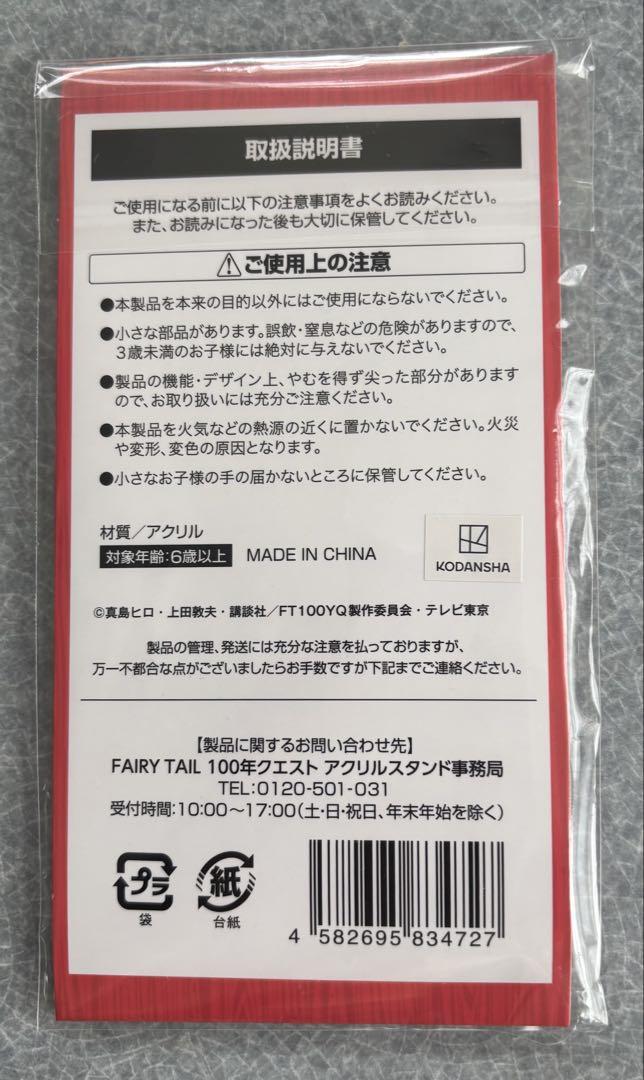 取扱説明書
ご使用になる前に以下の注意事項をよくお読みください。
また、お読みになった後も大切に保管してください。
⚠ご使用上の注意
●本製品を本来の目的以外にはご使用にならないでください。
●小さな部品があります。誤飲・窒息などの危険がありますので、
3歳未満のお子様には絶対に与えないでください。
●製品の機能・デザイン上、やむを得ず尖った部分があります
ので、お取り扱いには充分ご注意ください。
●本製品を火気などの熱源の近くに置かないでください。火災
や変形、変色の原因となります。
●小さなお子様の手の届かないところに保管してください。
材質／アクリル
対象年齢:6歳以上 MADE IN CHINA
KODANSHA
©真島ヒロ・上田敦夫・講談社／FT100YQ製作委員会・テレビ東京
製品の管理、発送には充分な注意を払っておりますが、
万一不都合な点がございましたらお手数ですが下記までご連絡ください。
【製品に関するお問い合わせ先】
FAIRY TAIL 100年クエスト アクリルスタンド事務局
TEL:0120-501-031
受付時間:10:00～17:00(土・日・祝日、年末年始を除く)
プラ
袋
紙
台紙
4 582695 834727